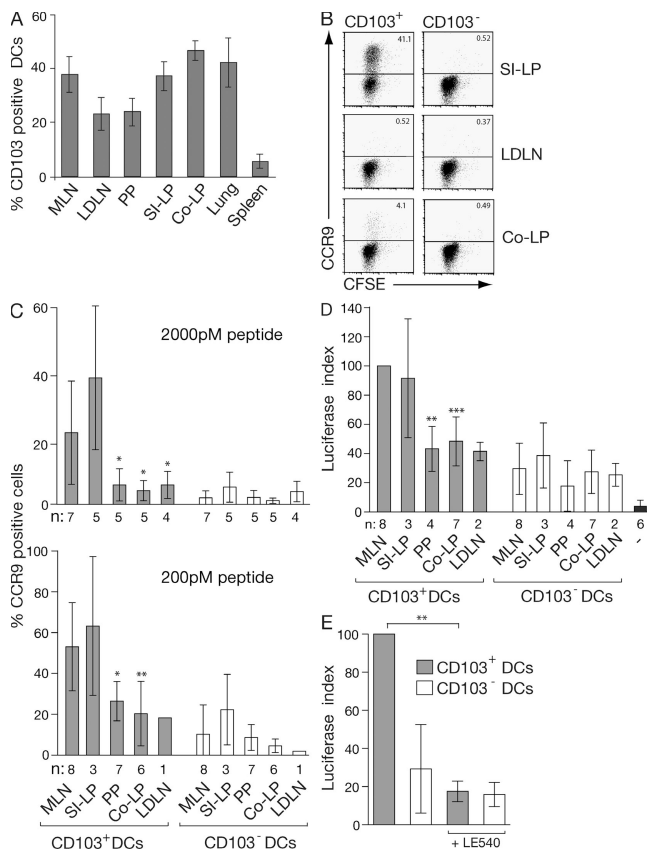 A
60
40
20
0
% CD103 positive DCs
MLN
LDLN
PP
SI-LP
Co-LP
Lung
Spleen
B
CD103+ CD103-
41.1
0.52
SI-LP
0.52
0.37
LDLN
4.1
0.49
Co-LP
CCR9
CFSE
C
60
40
20
0
2000pM peptide
* * *
n: 7 5 5 5 4 7 5 5 5 4
% CCR9 positive cells
100
80
60
40
20
0
200pM peptide
* **
n: 8 3 7 6 1 8 3 7 6 1
MLN SI-LP PP Co-LP LDLN MLN SI-LP PP Co-LP LDLN
CD103+DCs CD103- DCs
D
140
120
100
80
60
40
20
0
Luciferase index
** ***
n: 8 3 4 7 2 8 3 4 7 2 6
MLN SI-LP PP Co-LP LDLN MLN SI-LP PP Co-LP LDLN -
CD103+DCs CD103- DCs
E
100
80
60
40
20
0
Luciferase index
**
CD103+ DCs
CD103- DCs
+ LE540